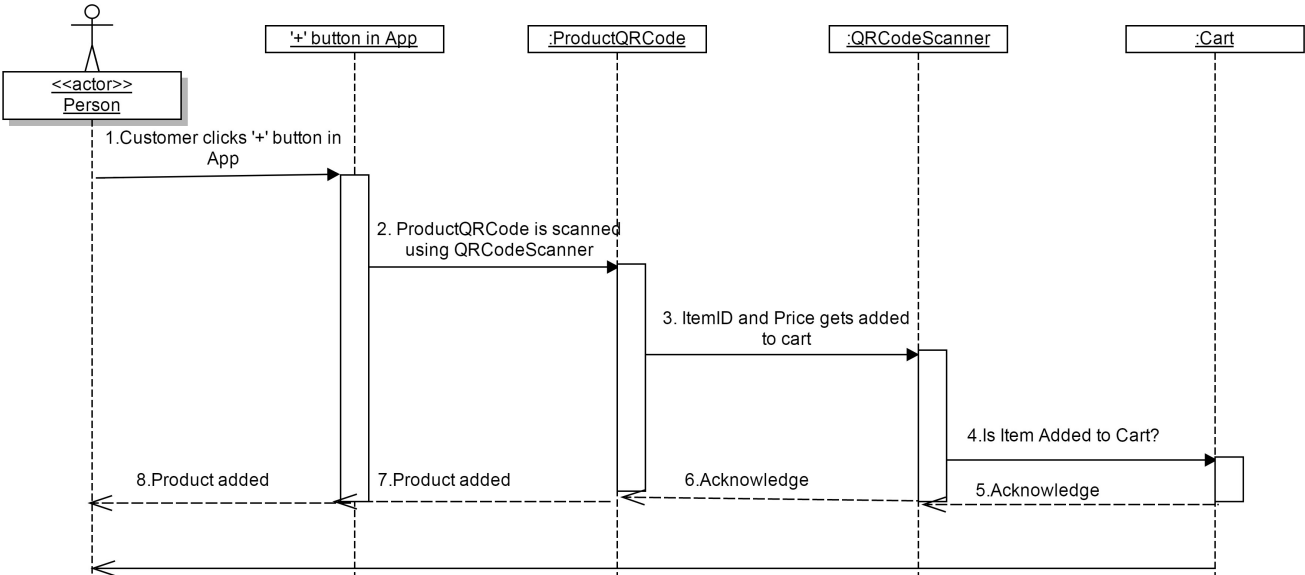 '+' button in App
:ProductQRCode
:QRCodeScanner
:Cart
<<actor>>
Person
1.Customer clicks '+' button in
App
2. ProductQRCode is scanned
using QRCodeScanner
3. ItemID and Price gets added
to cart
4.Is Item Added to Cart?
8.Product added
7.Product added
6.Acknowledge
5.Acknowledge